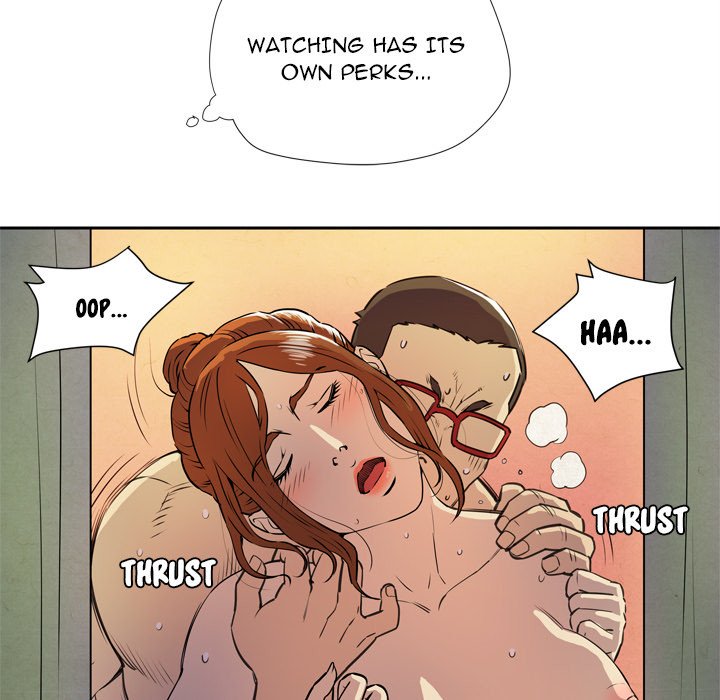 WATCHING HAS ITS
OWN PERKS...
OOP...
HAA...
THRUST
THRUST